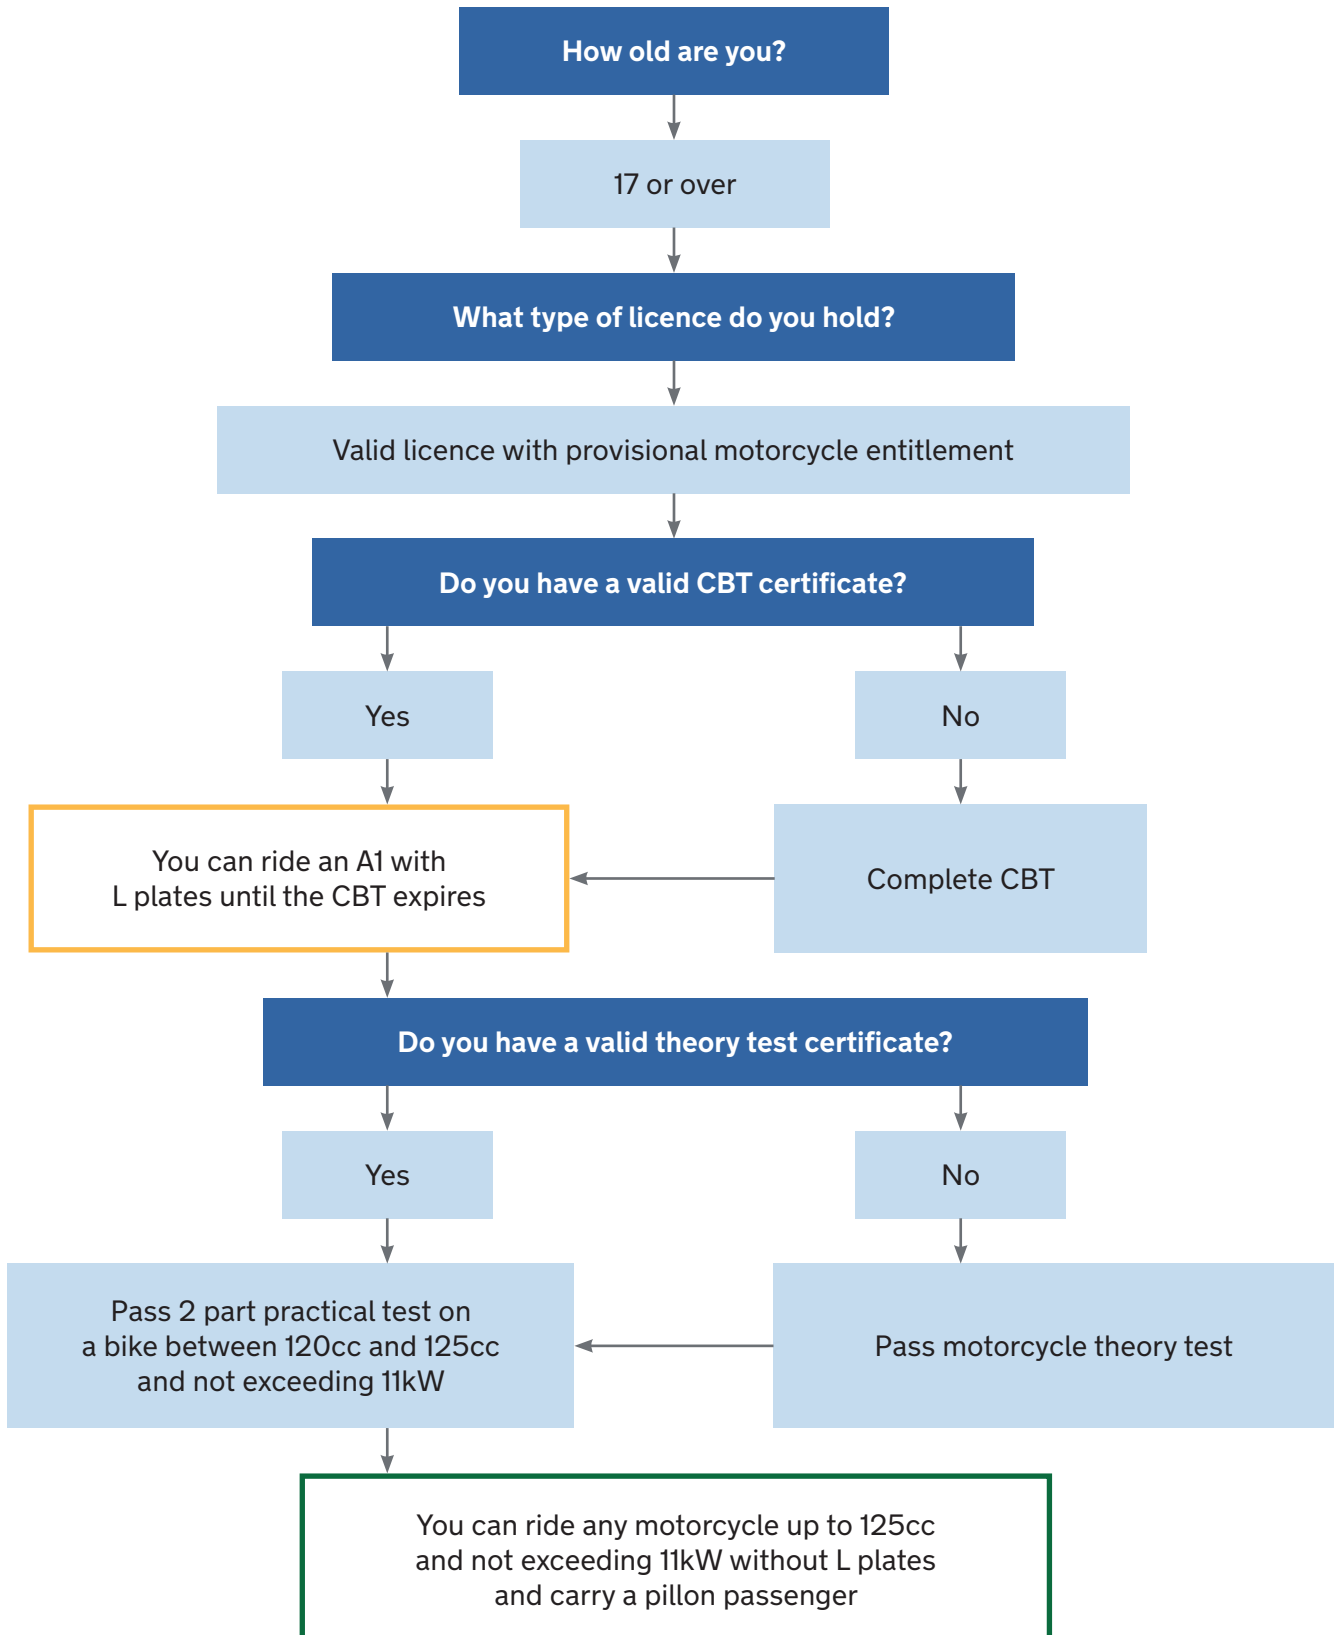 How old are you?
17 or over
What type of licence do you hold?
Valid licence with provisional motorcycle entitlement
Do you have a valid CBT certificate?
Yes
No
You can ride an A1 with
L plates until the CBT expires
Complete CBT
Do you have a valid theory test certificate?
Yes
No
Pass 2 part practical test on
a bike between 120cc and 125cc
and not exceeding 11kW
Pass motorcycle theory test
You can ride any motorcycle up to 125cc
and not exceeding 11kW without L plates
and carry a pillon passenger